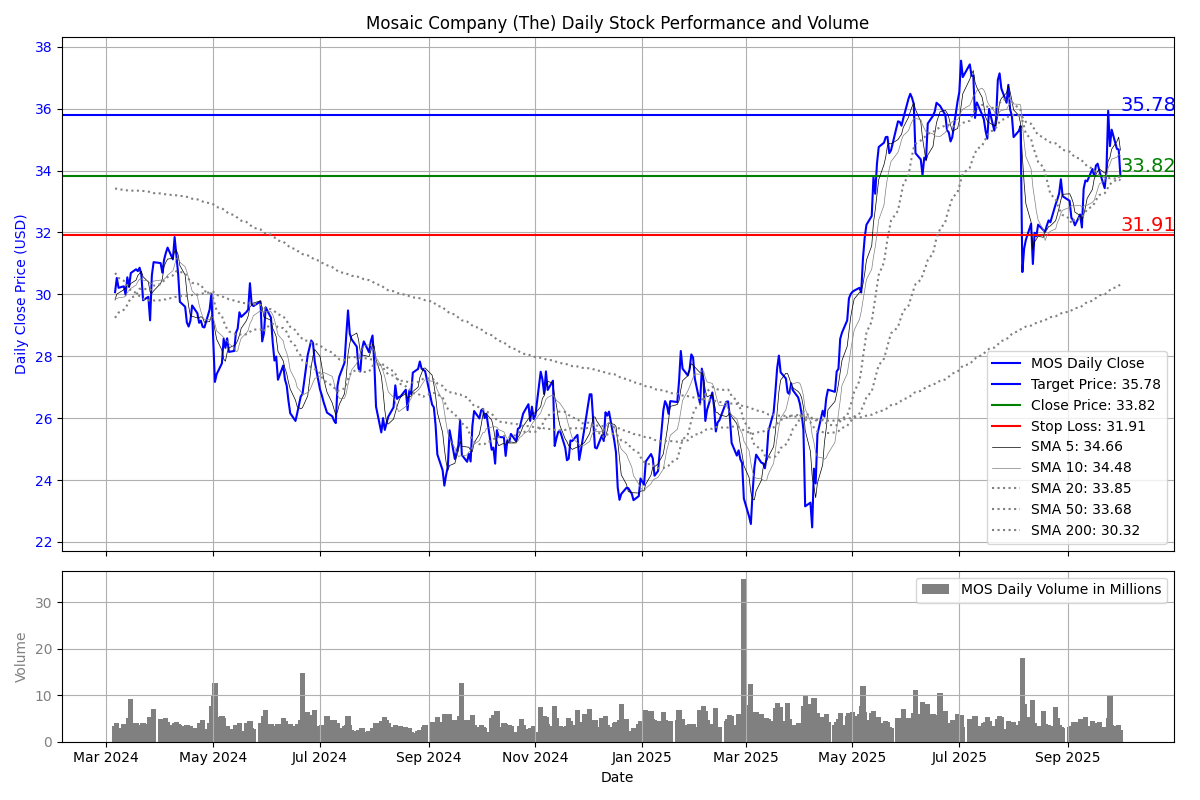 Mosaic Company (The) Daily Stock Performance and Volume
Daily Close Price (USD)
38
36
34
32
30
28
26
24
22
35.78
33.82
31.91
MOS Daily Close
Target Price: 35.78
Close Price: 33.82
Stop Loss: 31.91
SMA 5: 34.66
SMA 10: 34.48
SMA 20: 33.85
SMA 50: 33.68
SMA 200: 30.32
Volume
30
20
10
0
MOS Daily Volume in Millions
Mar 2024 May 2024 Jul 2024 Sep 2024 Nov 2024 Jan 2025 Mar 2025 May 2025 Jul 2025 Sep 2025
Date